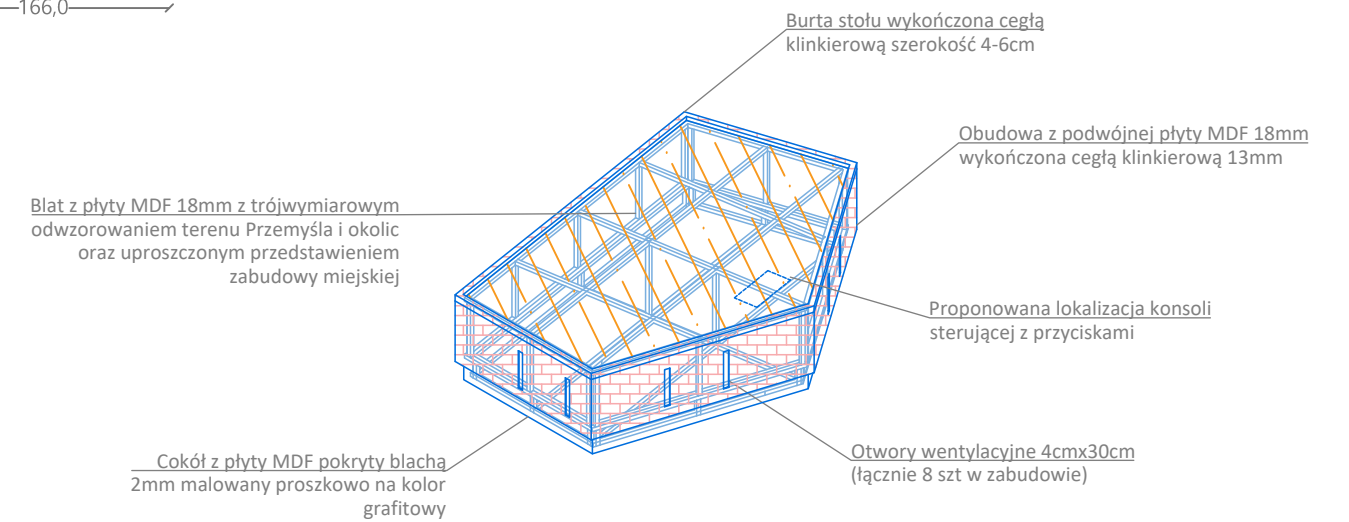 166,0
Burta stołu wykończona cegłą
klinkierową szerokość 4-6cm
Obudowa z podwójnej płyty MDF 18mm
wykończona cegłą klinkierową 13mm
Blat z płyty MDF 18mm z trójwymiarowym
odwzorowaniem terenu Przemyśla i okolic
oraz uproszczonym przedstawieniem
zabudowy miejskiej
Proponowana lokalizacja konsoli
sterującej z przyciskami
Otwory wentylacyjne 4cmx30cm
(łącznie 8 szt w zabudowie)
Cokół z płyty MDF pokryty blachą
2mm malowany proszkowo na kolor
grafitowy